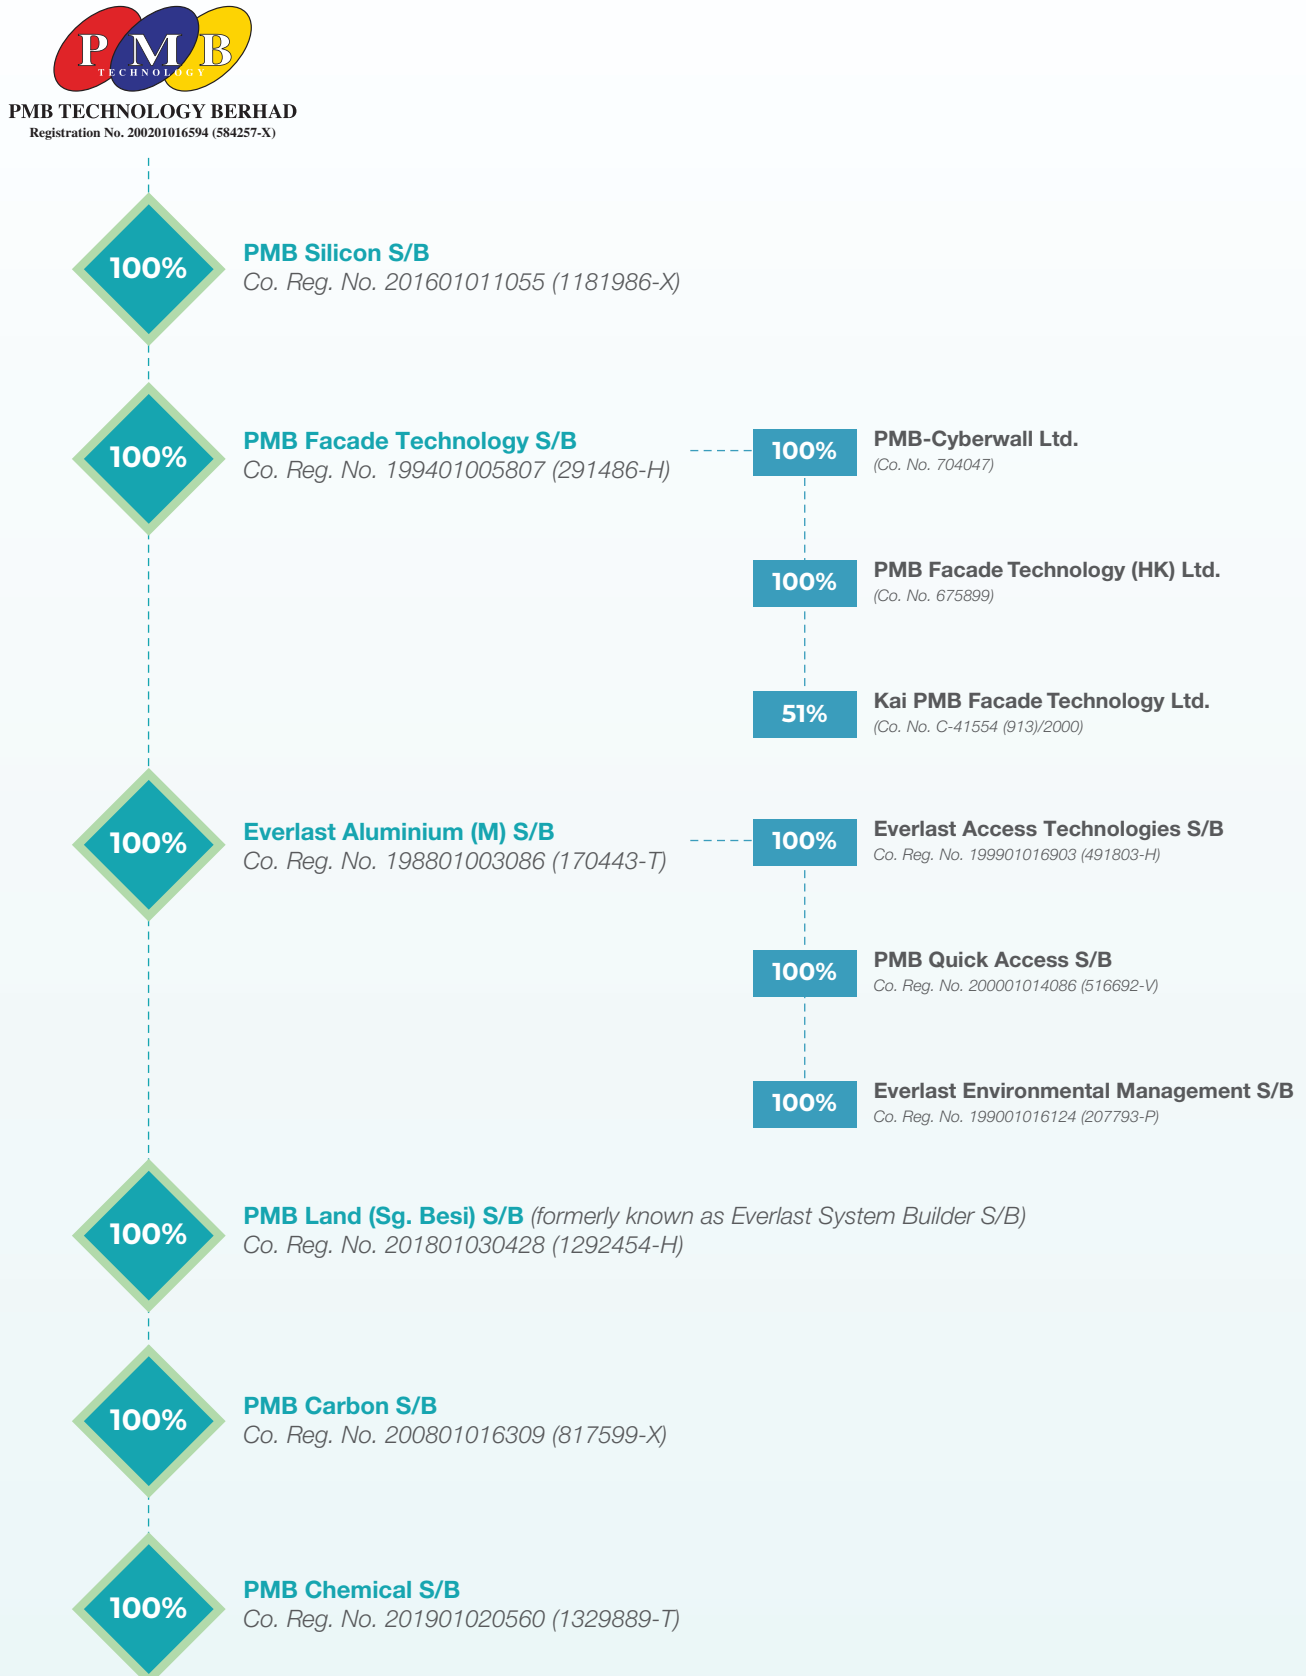 P M B
TECHNOLOGY
PMB TECHNOLOGY BERHAD
Registration No. 200201016594 (584257-X)
100%
PMB Silicon S/B
Co. Reg. No. 201601011055 (1181986-X)
100%
PMB Facade Technology S/B
Co. Reg. No. 199401005807 (291486-H)
100%
PMB-Cyberwall Ltd.
(Co. No. 704047)
100%
PMB Facade Technology (HK) Ltd.
(Co. No. 675899)
51%
Kai PMB Facade Technology Ltd.
(Co. No. C-41554 (913)/2000)
100%
Everlast Aluminium (M) S/B
Co. Reg. No. 198801003086 (170443-T)
100%
Everlast Access Technologies S/B
Co. Reg. No. 199901016903 (491803-H)
100%
PMB Quick Access S/B
Co. Reg. No. 200001014086 (516692-V)
100%
Everlast Environmental Management S/B
Co. Reg. No. 199001016124 (207793-P)
100%
PMB Land (Sg. Besi) S/B (formerly known as Everlast System Builder S/B)
Co. Reg. No. 201801030428 (1292454-H)
100%
PMB Carbon S/B
Co. Reg. No. 200801016309 (817599-X)
100%
PMB Chemical S/B
Co. Reg. No. 201901020560 (1329889-T)